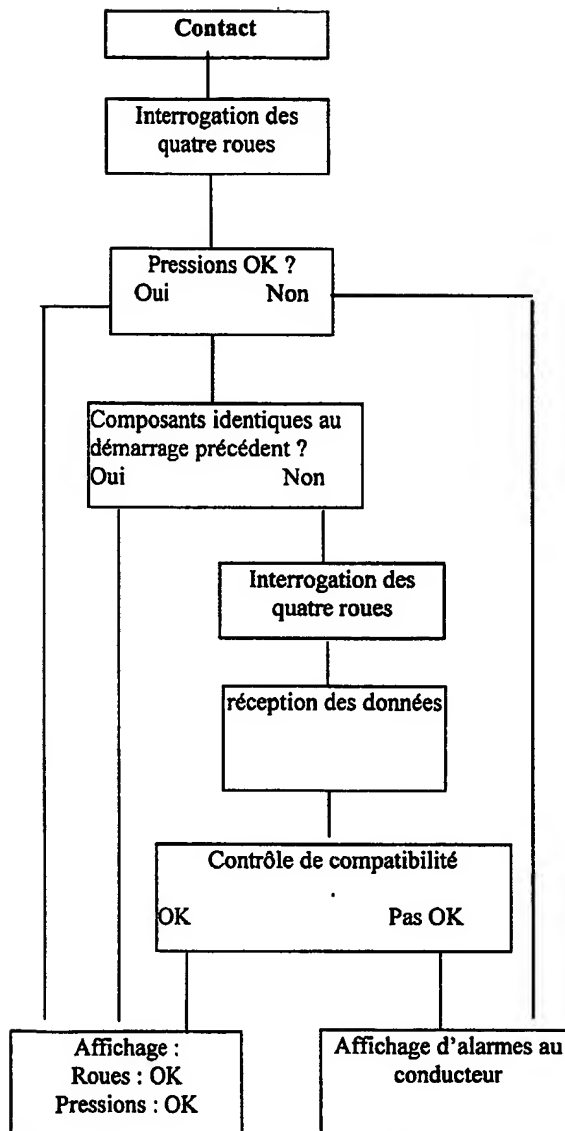 Contact
Interrogation des
quatre roues
Pressions OK ?
Oui Non
Composants identiques au
démarrage précédent ?
Oui Non
Interrogation des
quatre roues
réception des données
Contrôle de compatibilité
OK Pas OK
Affichage :
Roues : OK
Pressions : OK
Affichage d'alarmes au
conducteur